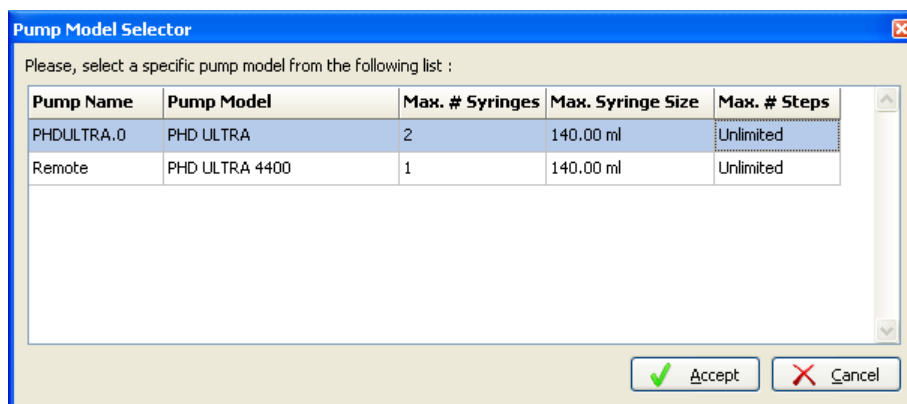 Pump Model Selector
Please, select a specific pump model from the following list :
Pump Name Pump Model Max. # Syringes Max. Syringe Size Max. # Steps
PHDULTRA.0 PHD ULTRA 2 140.00 ml Unlimited
Remote PHD ULTRA 4400 1 140.00 ml Unlimited
Accept Cancel